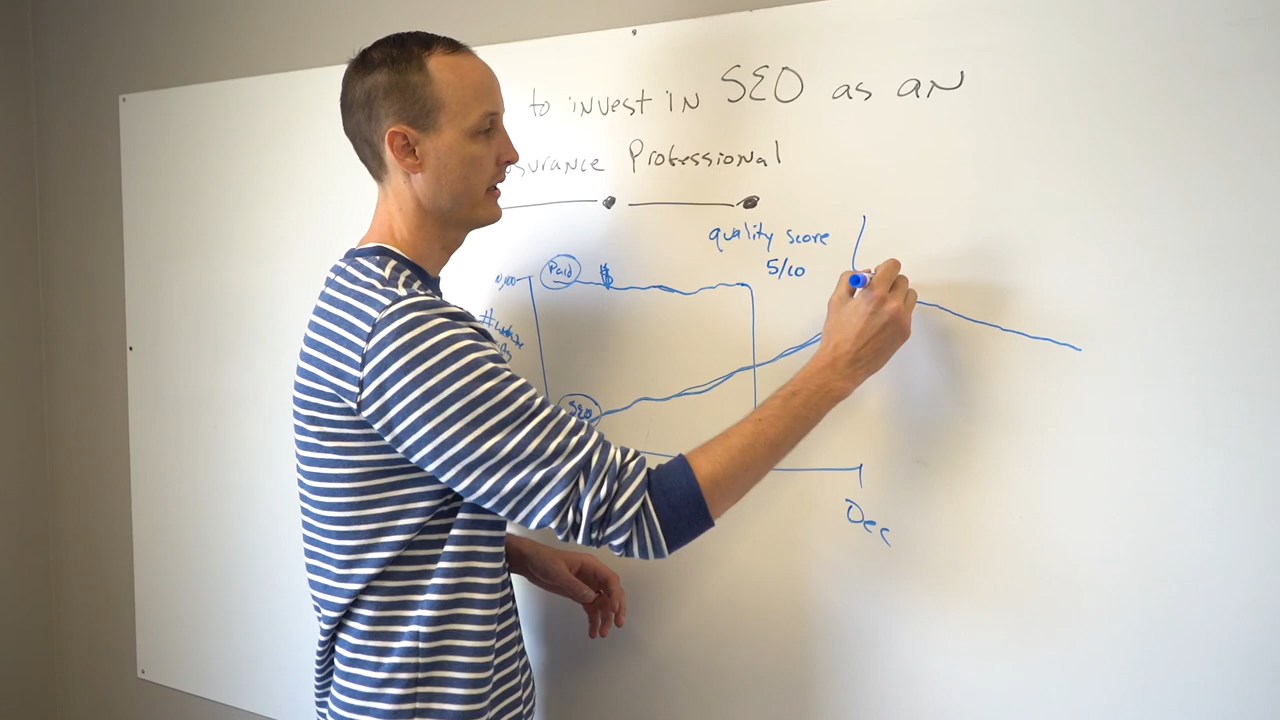 to invest in SEO as an
Professional
quality score
5/10
Paid $
SEO
Dec